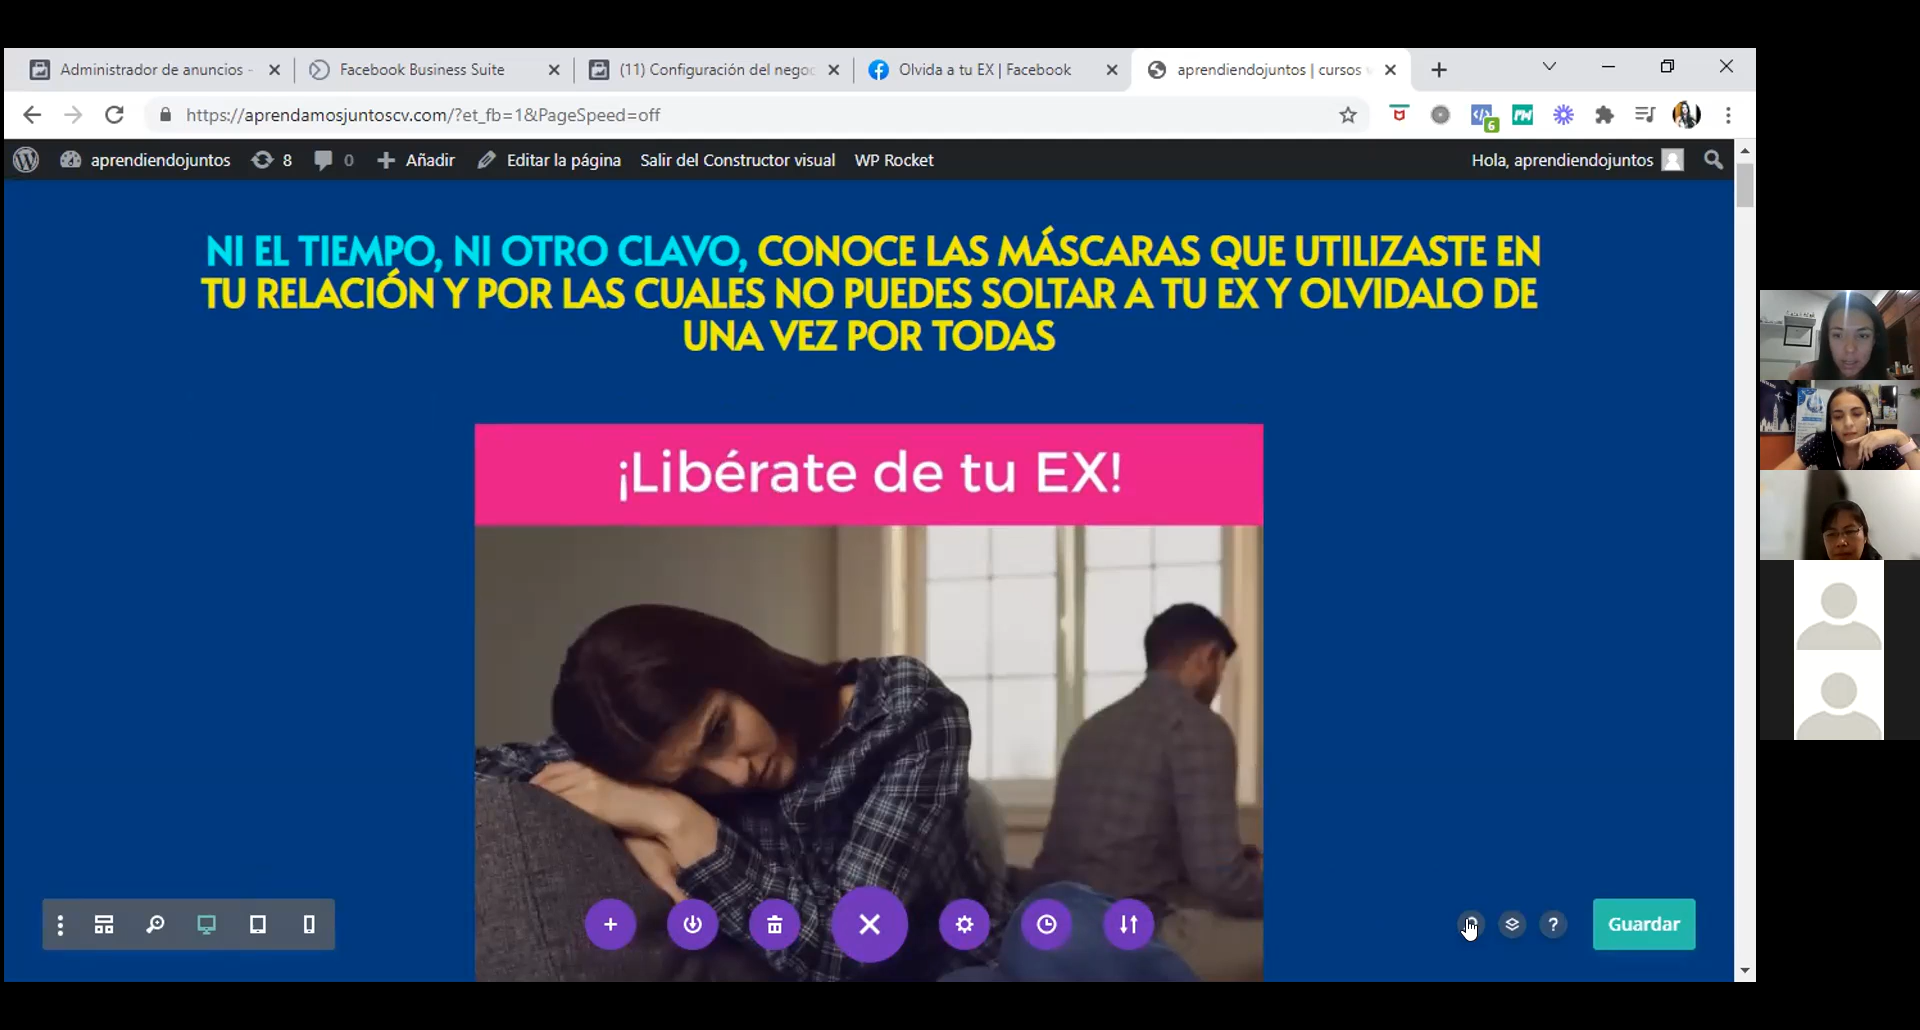 Administrador de anuncios -
Facebook Business Suite
(11) Configuración del negoc
Olvida a tu EX | Facebook
aprendiendojuntos | cursos
https://aprendamosjuntoscv.com/?et_fb=1&PageSpeed=off
6
aprendiendojuntos
8
0
Añadir
Editar la página
Salir del Constructor visual
WP Rocket
Hola, aprendiendojuntos
NI EL TIEMPO, NI OTRO CLAVO, CONOCE LAS MÁSCARAS QUE UTILIZASTE EN
TU RELACIÓN Y POR LAS CUALES NO PUEDES SOLTAR A TU EX Y OLVIDALO DE
UNA VEZ POR TODAS
¡Libérate de tu EX!
?
Guardar